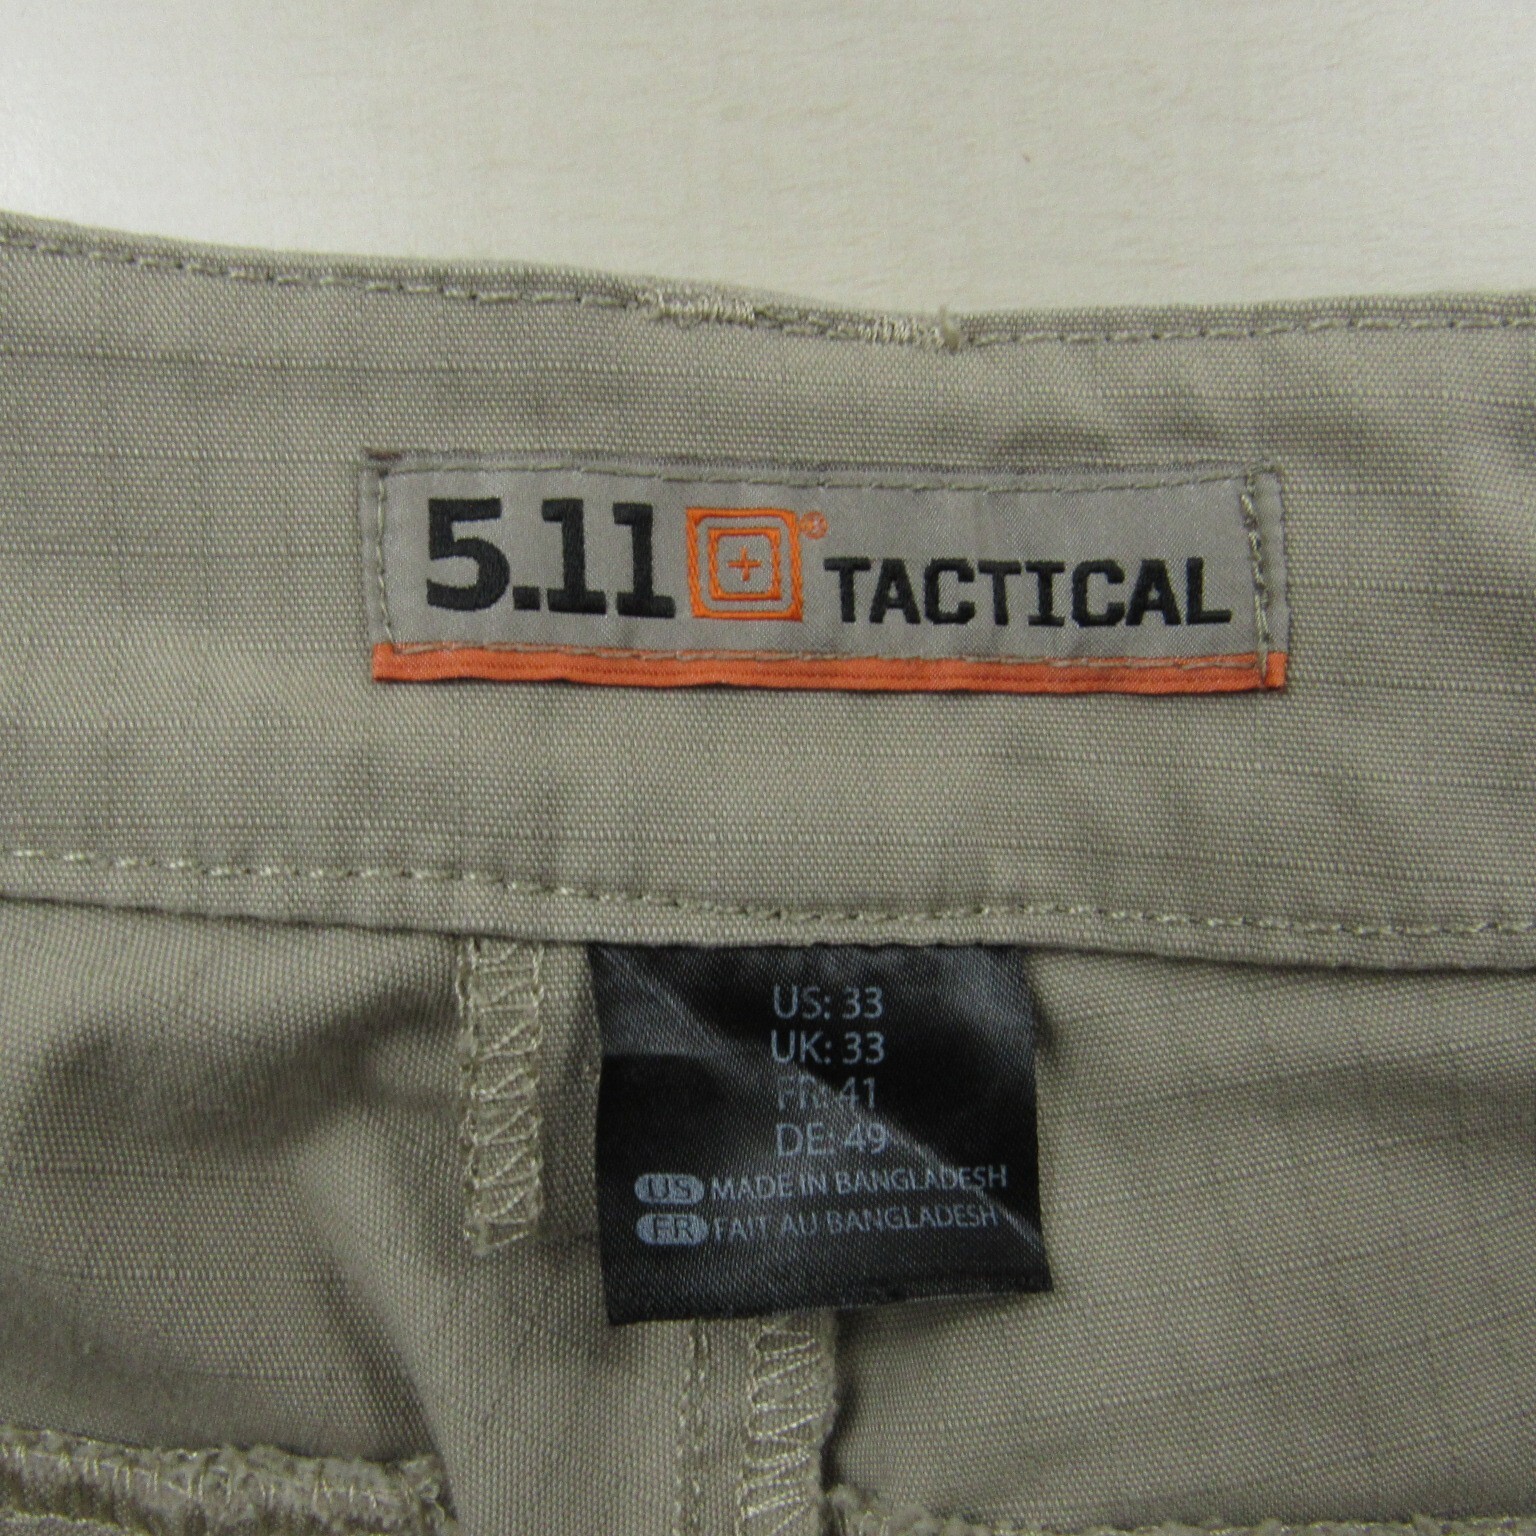 5.11® TACTICAL
US: 33
UK: 33
FR: 41
DE: 49
US MADE IN BANGLADESH
FR FAIT AU BANGLADESH